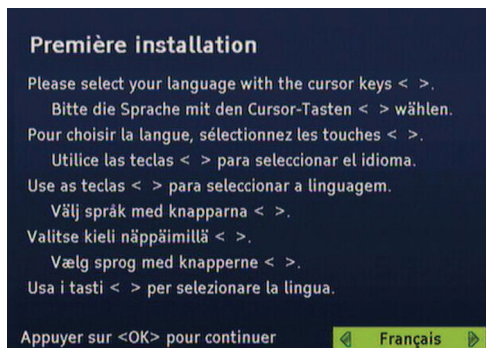 Première installation
Please select your language with the cursor keys < >.
Bitte die Sprache mit den Cursor-Tasten < > wählen.
Pour choisir la langue, sélectionnez les touches < >.
Utilice las teclas < > para seleccionar el idioma.
Use as teclas < > para seleccionar a linguagem.
Välj språk med knapparna < >.
Valitse kieli näppäimillä < >.
Vælg sprog med knapperne < >.
Usa i tasti < > per selezionare la lingua.
Appuyer sur <OK> pour continuer Français